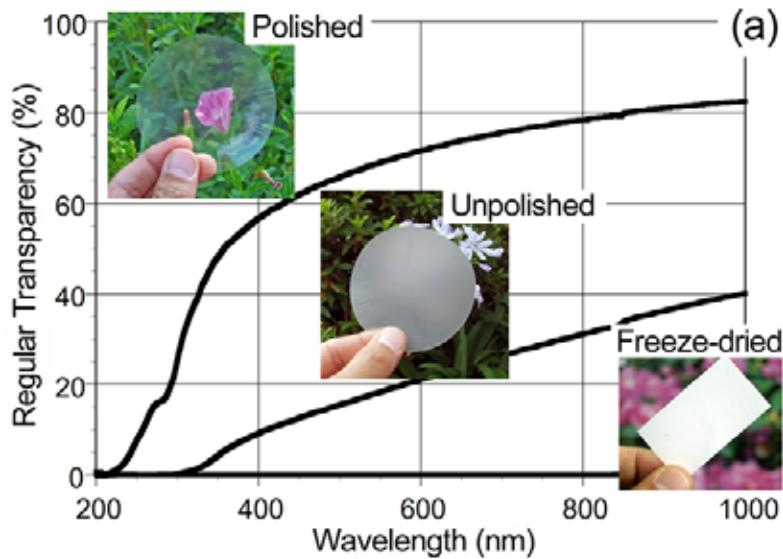 (a)
Polished
Unpolished
Freeze-dried
Regular Transparency (%)
100
80
60
40
20
0
200
400
600
800
1000
Wavelength (nm)